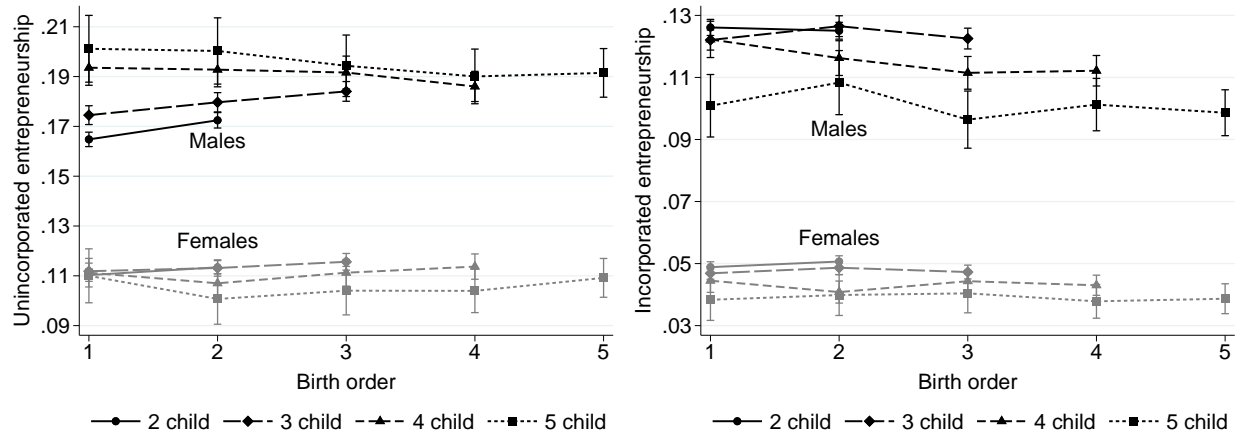 Unincorporated entrepreneurship
.21
.19
.17
.15
.13
.11
.09
Males
Females
1 2 3 4 5
Birth order
2 child 3 child 4 child 5 child
Incorporated entrepreneurship
.13
.11
.09
.07
.05
.03
Males
Females
1 2 3 4 5
Birth order
2 child 3 child 4 child 5 child